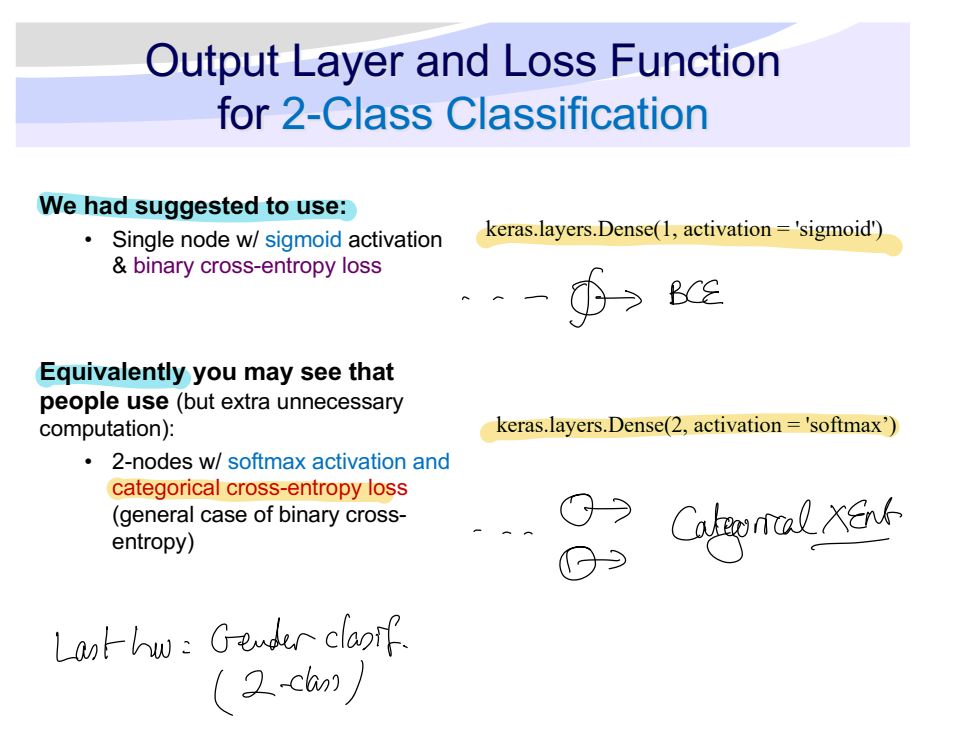 Output Layer and Loss Function
for 2-Class Classification
We had suggested to use:
• Single node w/ sigmoid activation
& binary cross-entropy loss
keras.layers.Dense(1, activation = 'sigmoid')
BCE
Equivalently you may see that
people use (but extra unnecessary
computation):
• 2-nodes w/ softmax activation and
categorical cross-entropy loss
(general case of binary cross-
entropy)
keras.layers.Dense(2, activation = 'softmax’)
Categorical XEnt
Last hw: Gender classif.
(2-class)